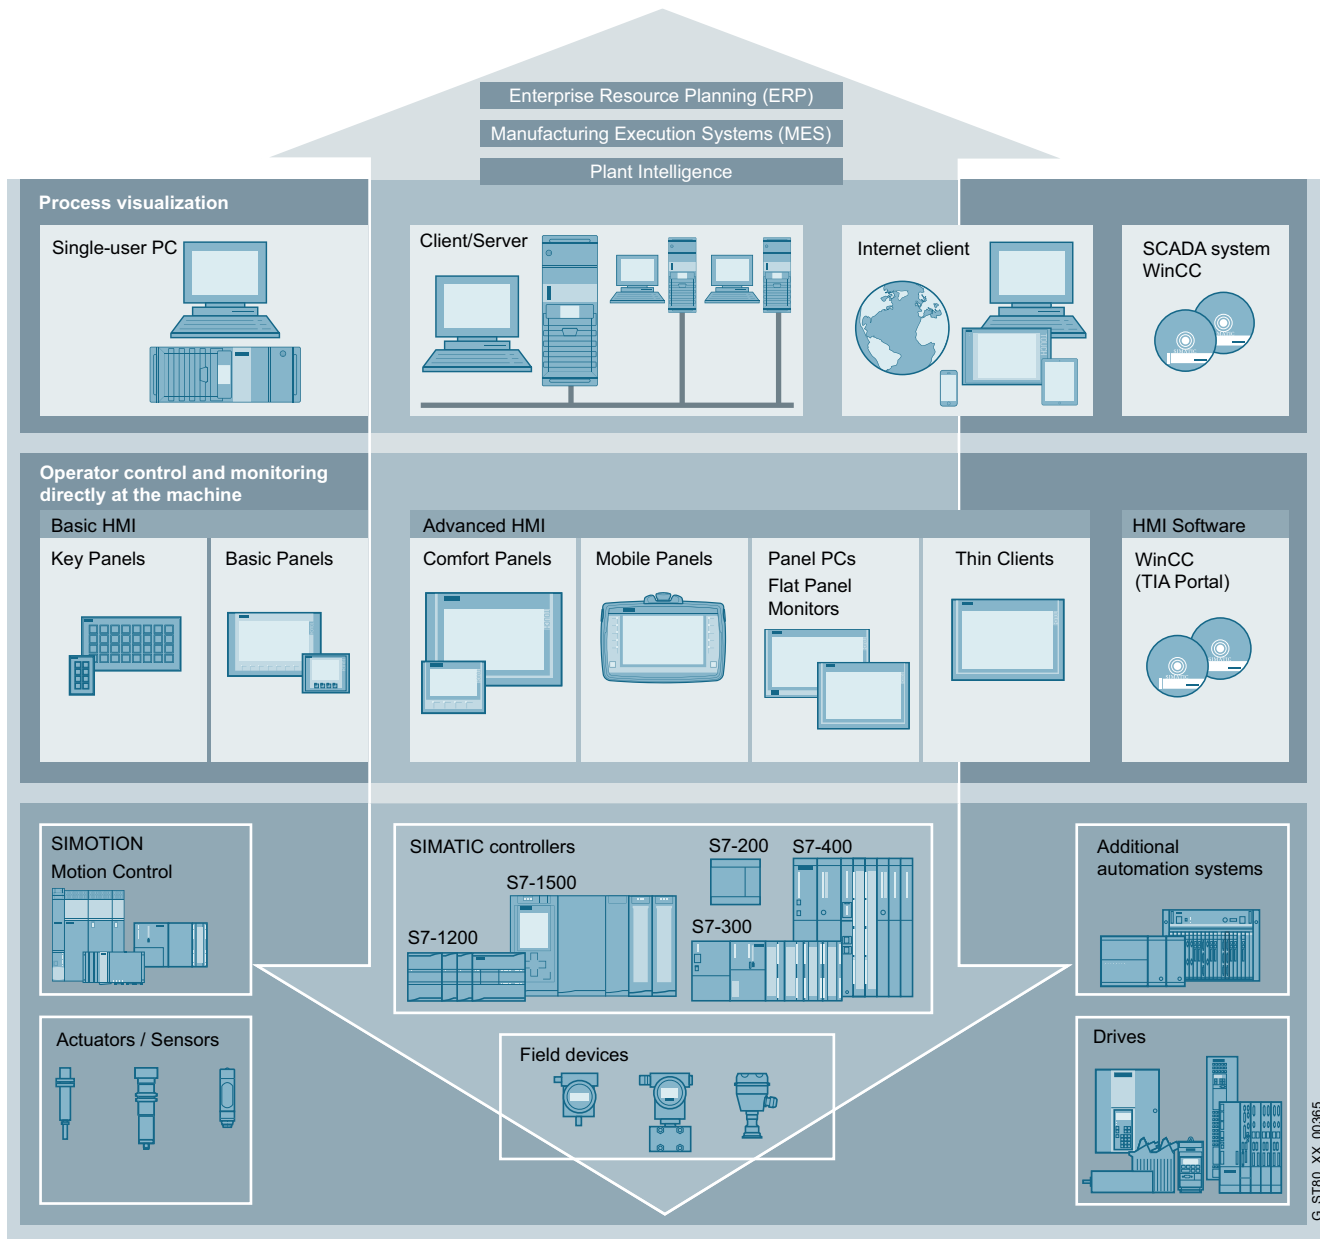 Enterprise Resource Planning (ERP)
Manufacturing Execution Systems (MES)
Plant Intelligence
Process visualization
Single-user PC
Client/Server
Internet client
SCADA system
WinCC
Operator control and monitoring
directly at the machine
Basic HMI
Key Panels
Basic Panels
Advanced HMI
Comfort Panels
Mobile Panels
Panel PCs
Flat Panel
Monitors
Thin Clients
HMI Software
WinCC
(TIA Portal)
SIMOTION
Motion Control
SIMATIC controllers
S7-200
S7-400
S7-1500
S7-300
S7-1200
Additional
automation systems
Actuators / Sensors
Field devices
Drives
G_ST80_XX_00365